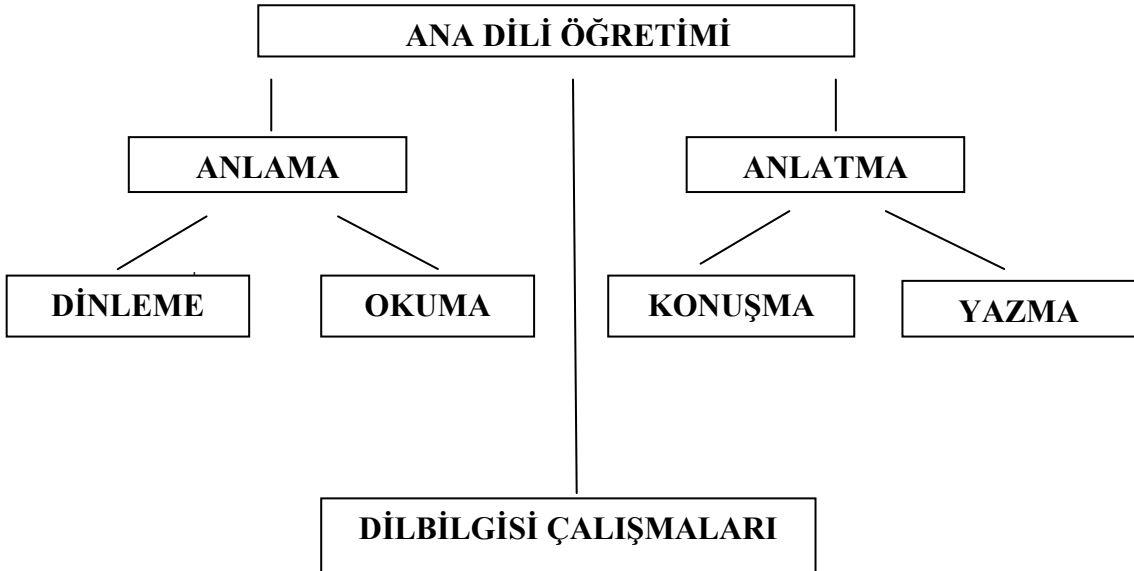 ANA DİLİ ÖĞRETİMİ
ANLAMA
ANLATMA
DİNLEME
OKUMA
KONUŞMA
YAZMA
DİLBİLGİSİ ÇALIŞMALARI